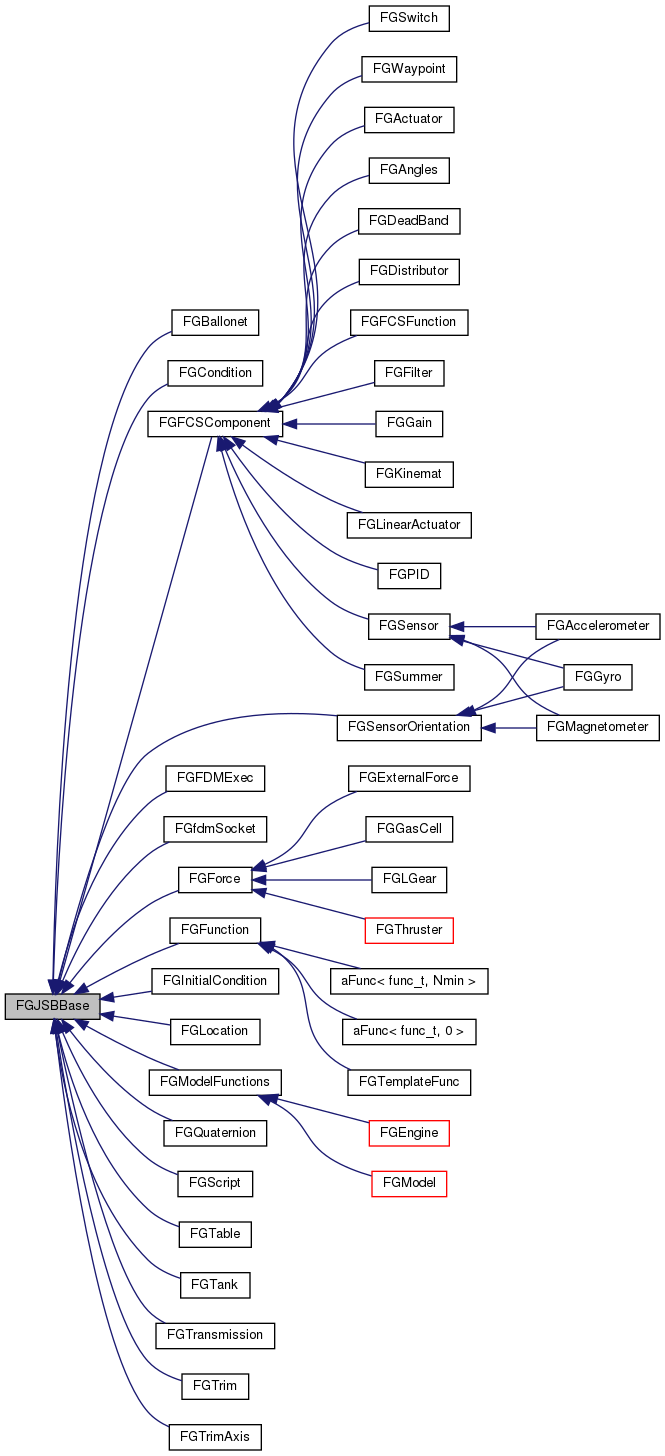 FGSwitch
FGWaypoint
FGActuator
FGAngles
FGDeadBand
FGDistributor
FGBallonet
FGFCSFunction
FGCondition
FGFilter
FGFCSComponent
FGGain
FGKinemat
FGLinearActuator
FGPID
FGSensor
FGAccelerometer
FGSummer
FGGyro
FGSensorOrientation
FGMagnetometer
FGFDMExec
FGExternalForce
FGfdmSocket
FGGasCell
FGForce
FGLGear
FGFunction
FGThruster
FGInitialCondition
aFunc< func_t, Nmin >
FGJSBBase
FGLocation
aFunc< func_t, 0 >
FGModelFunctions
FGTemplateFunc
FGQuaternion
FGEngine
FGScript
FGModel
FGTable
FGTank
FGTransmission
FGTrim
FGTrimAxis